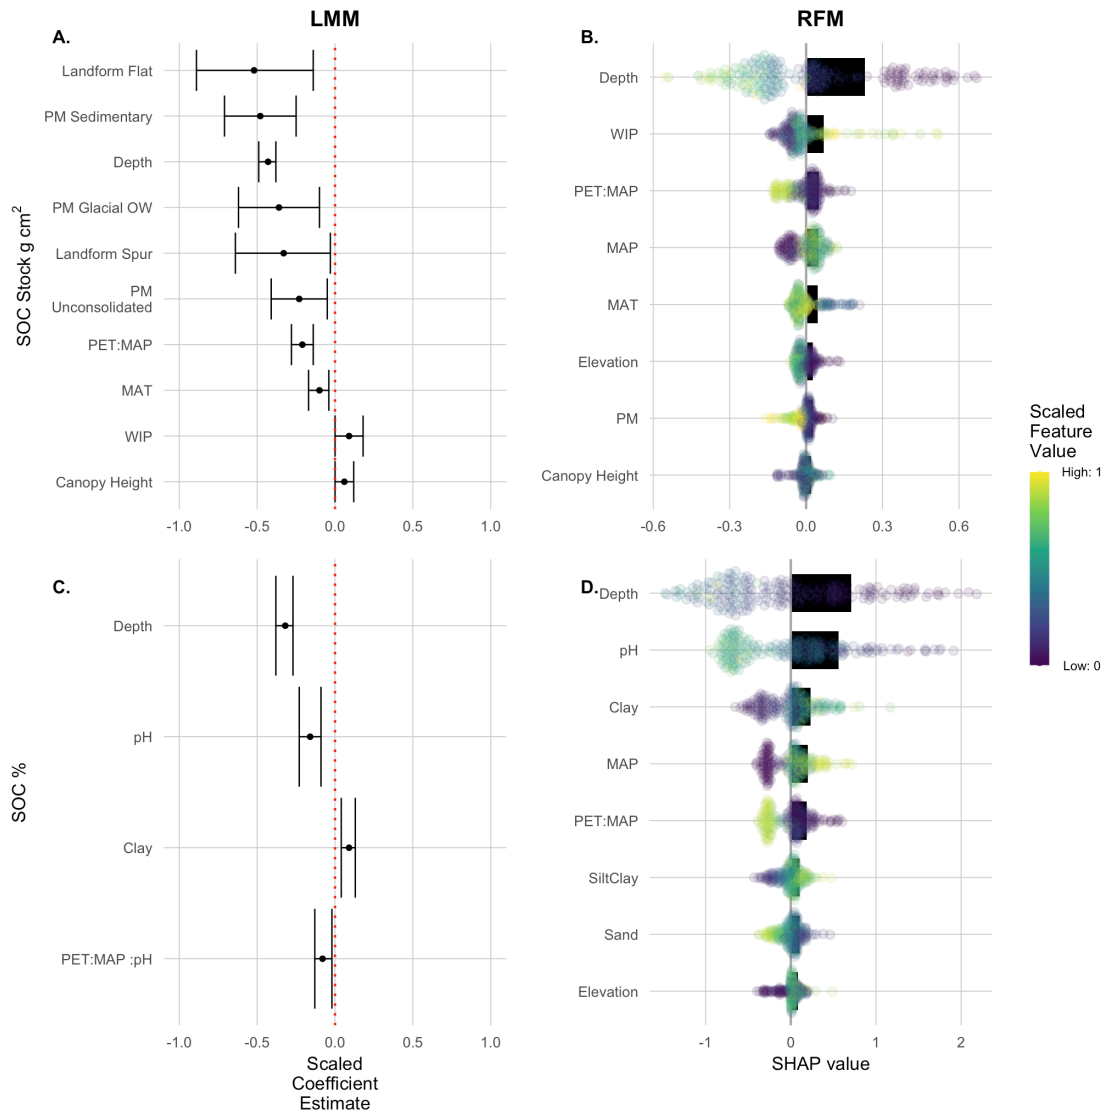 LMM
RFM
A.
B.
SOC Stock g cm²
Landform Flat
PM Sedimentary
Depth
PM Glacial OW
Landform Spur
PM
Unconsolidated
PET:MAP
MAT
WIP
Canopy Height
-1.0 -0.5 0.0 0.5 1.0
Depth
WIP
PET:MAP
MAP
MAT
Elevation
PM
Canopy Height
-0.6 -0.3 0.0 0.3 0.6
Scaled
Feature
Value
High: 1
Low: 0
C.
D.
SOC %
Depth
pH
Clay
PET:MAP :pH
-1.0 -0.5 0.0 0.5 1.0
Scaled
Coefficient
Estimate
Depth
pH
Clay
MAP
PET:MAP
SiltClay
Sand
Elevation
-1 0 1 2
SHAP value